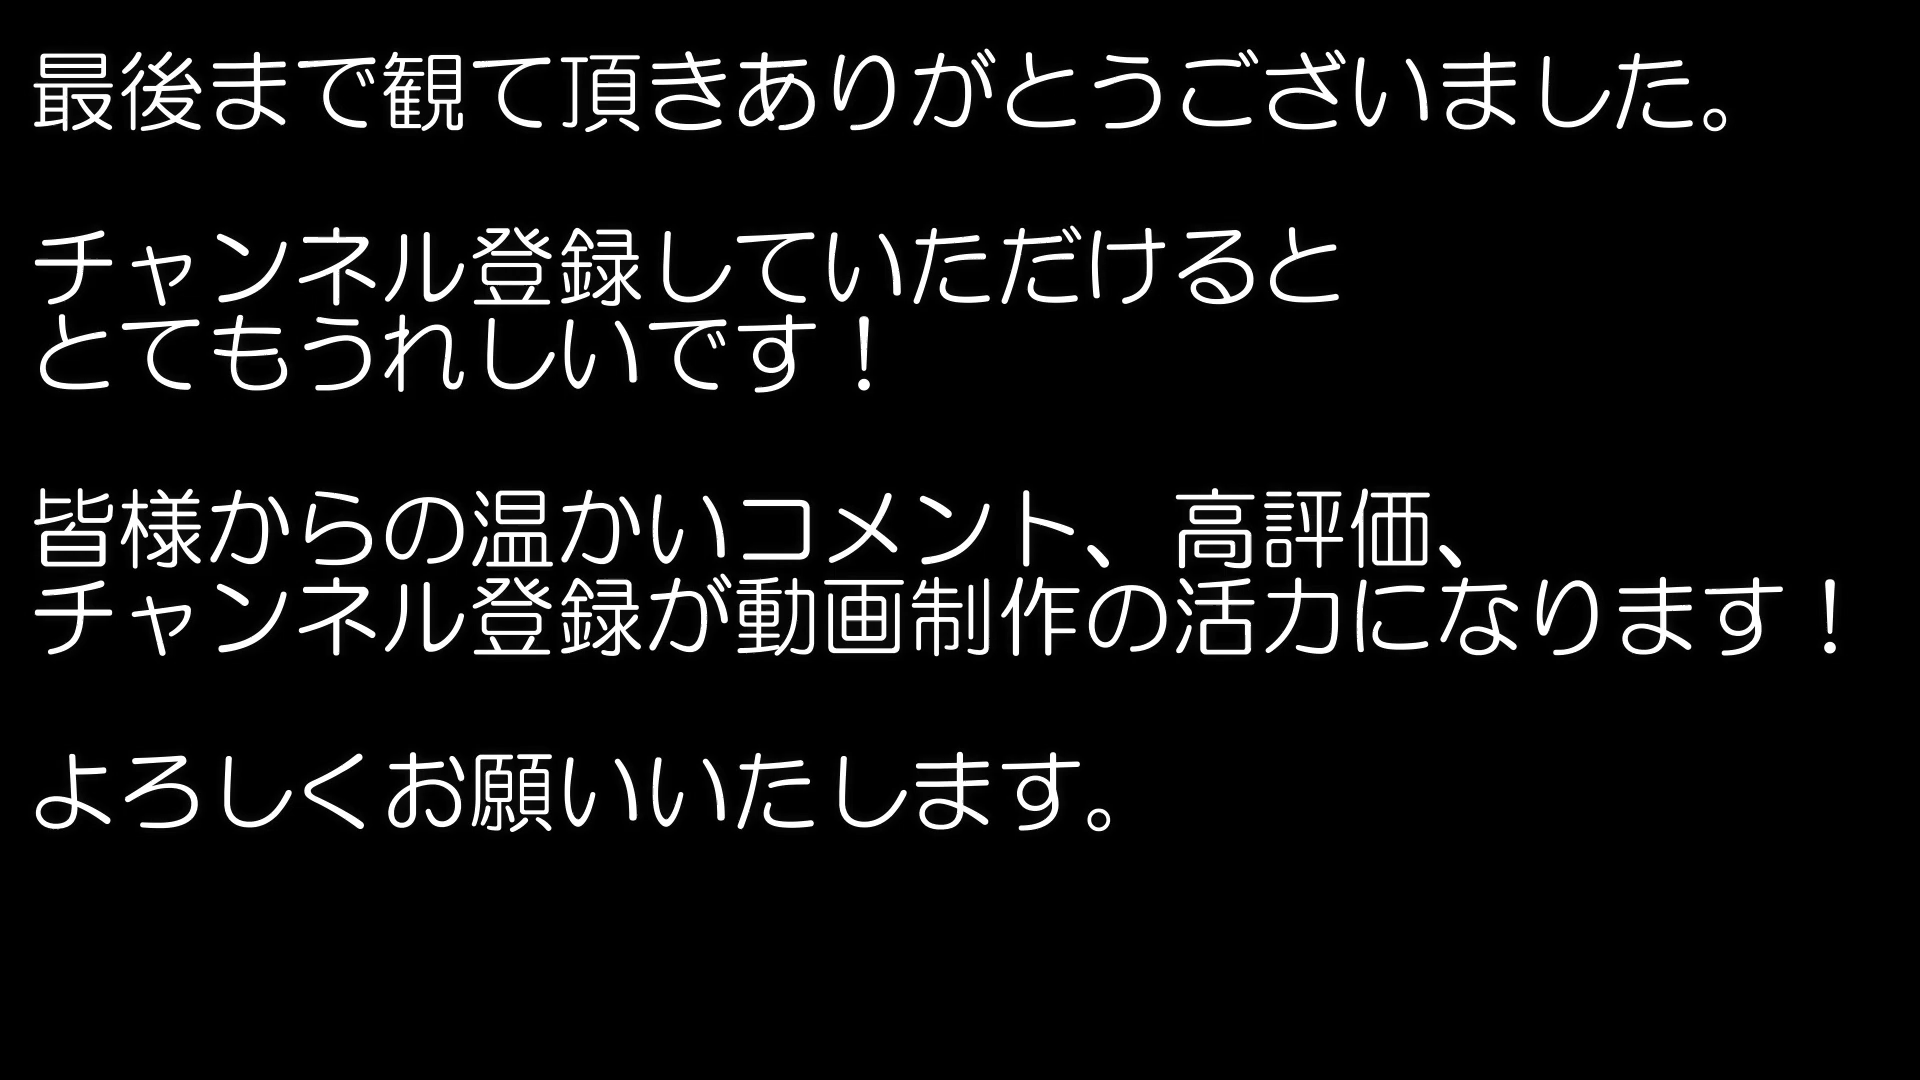 最後まで観て頂きありがとうございました。
チャンネル登録していただけると
とてもうれしいです！
皆様からの温かいコメント、高評価、
チャンネル登録が動画制作の活力になります！
よろしくお願いいたします。